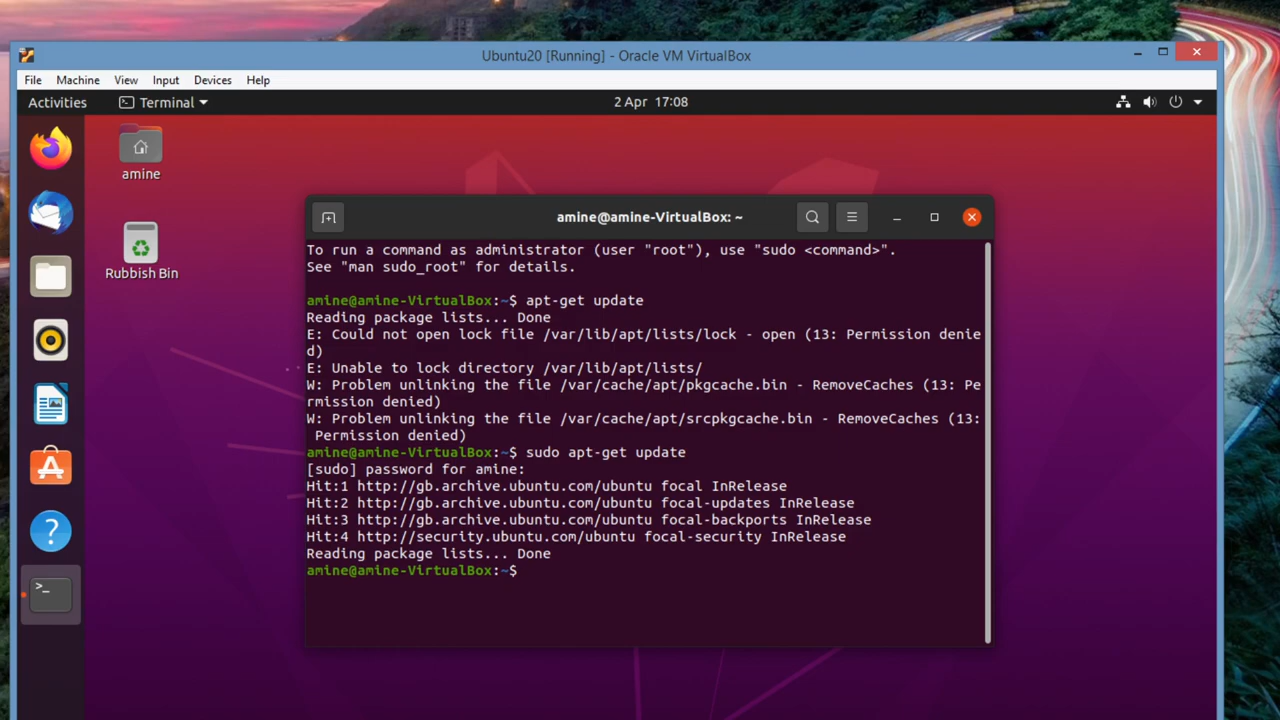 Ubuntu20 [Running] - Oracle VM VirtualBox
File Machine View Input Devices Help
Activities Terminal 2 Apr 17:08
amine
Rubbish Bin
amine@amine-VirtualBox: ~
To run a command as administrator (user "root"), use "sudo <command>".
See "man sudo_root" for details.
amine@amine-VirtualBox:~$ apt-get update
Reading package lists... Done
E: Could not open lock file /var/lib/apt/lists/lock - open (13: Permission denie
d)
E: Unable to lock directory /var/lib/apt/lists/
W: Problem unlinking the file /var/cache/apt/pkgcache.bin - RemoveCaches (13: Pe
rmission denied)
W: Problem unlinking the file /var/cache/apt/srcpkgcache.bin - RemoveCaches (13:
 Permission denied)
amine@amine-VirtualBox:~$ sudo apt-get update
[sudo] password for amine:
Hit:1 http://gb.archive.ubuntu.com/ubuntu focal InRelease
Hit:2 http://gb.archive.ubuntu.com/ubuntu focal-updates InRelease
Hit:3 http://gb.archive.ubuntu.com/ubuntu focal-backports InRelease
Hit:4 http://security.ubuntu.com/ubuntu focal-security InRelease
Reading package lists... Done
amine@amine-VirtualBox:~$